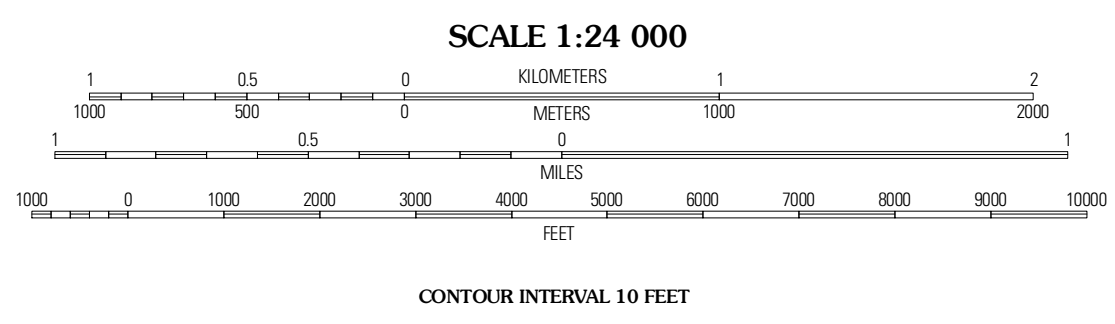 SCALE 1:24 000
1 0.5 0 KILOMETERS 1 2
1000 500 0 METERS 1000 2000
1 0.5 0 1
MILES
1000 0 1000 2000 3000 4000 5000 6000 7000 8000 9000 10000
FEET
CONTOUR INTERVAL 10 FEET